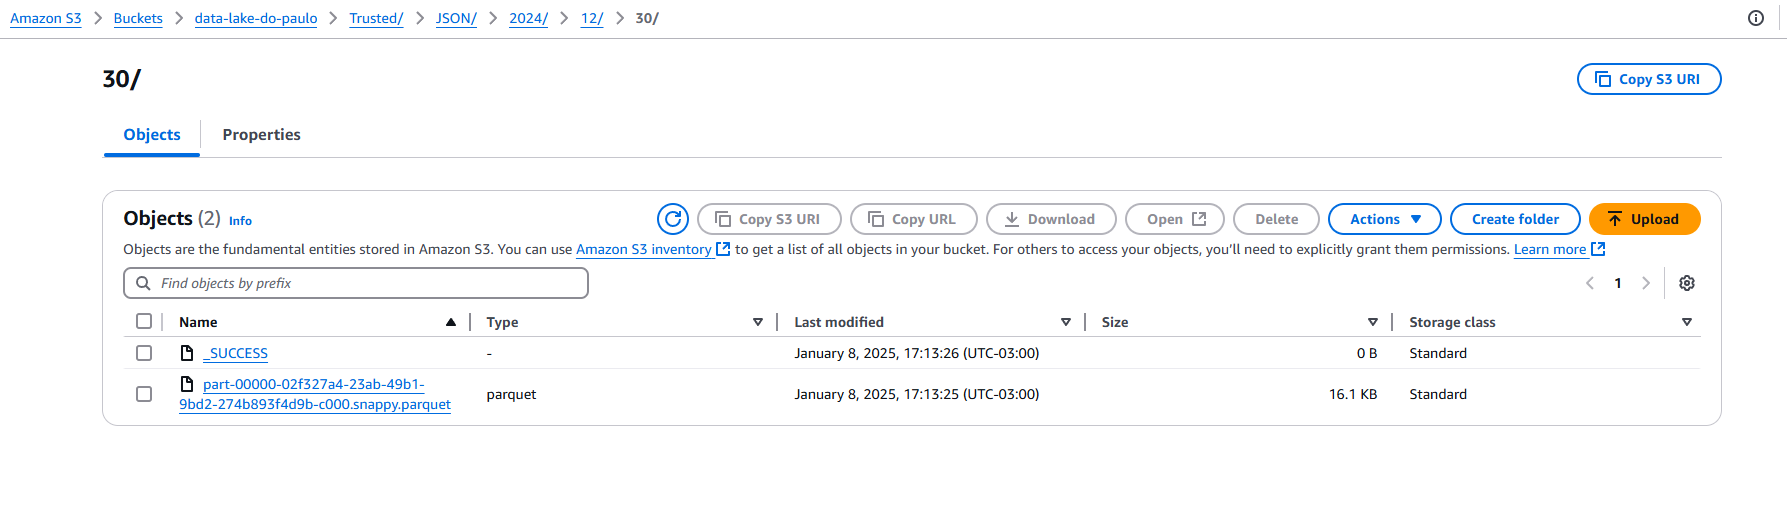 Amazon S3 > Buckets > data-lake-do-paulo > Trusted/ > JSON/ > 2024/ > 12/ > 30/
30/
Copy S3 URI
Objects Properties
Objects (2) Info
Copy S3 URI Copy URL Download Open Delete Actions Create folder Upload
Objects are the fundamental entities stored in Amazon S3. You can use Amazon S3 inventory to get a list of all objects in your bucket. For others to access your objects, you’ll need to explicitly grant them permissions. Learn more
Find objects by prefix
1
Name Type Last modified Size Storage class
_SUCCESS - January 8, 2025, 17:13:26 (UTC-03:00) 0 B Standard
part-00000-02f327a4-23ab-49b1-
9bd2-274b893f4d9b-c000.snappy.parquet parquet January 8, 2025, 17:13:25 (UTC-03:00) 16.1 KB Standard